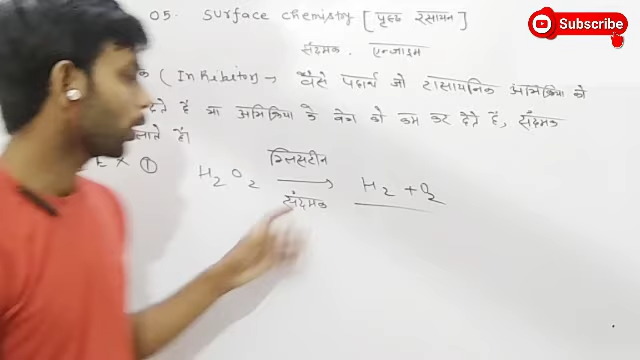 05. Surface chemistry [पृष्ठ रसायन]
Subscribe
संदमक. एन्जाइम
क (Inhibitor) → वैसे पदार्थ जो रासायनिक अभिक्रिया को
देते हैं या अभिक्रिया के वेग को कम कर देते हैं, संदमक
लाते हैं।
E X ① H2O2 → H2 + O2
ग्लिसरीन
संदमक